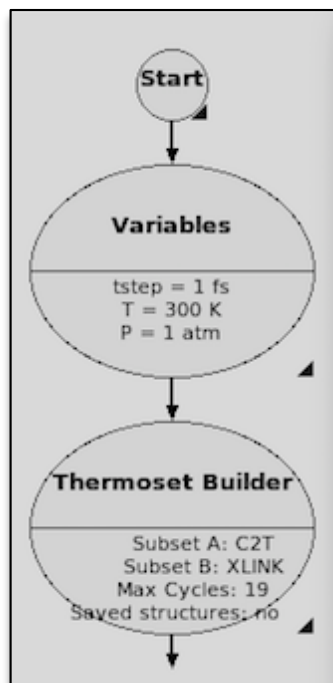 Start
Variables
tstep = 1 fs
T = 300 K
P = 1 atm
Thermoset Builder
Subset A: C2T
Subset B: XLINK
Max Cycles: 19
Saved structures: no